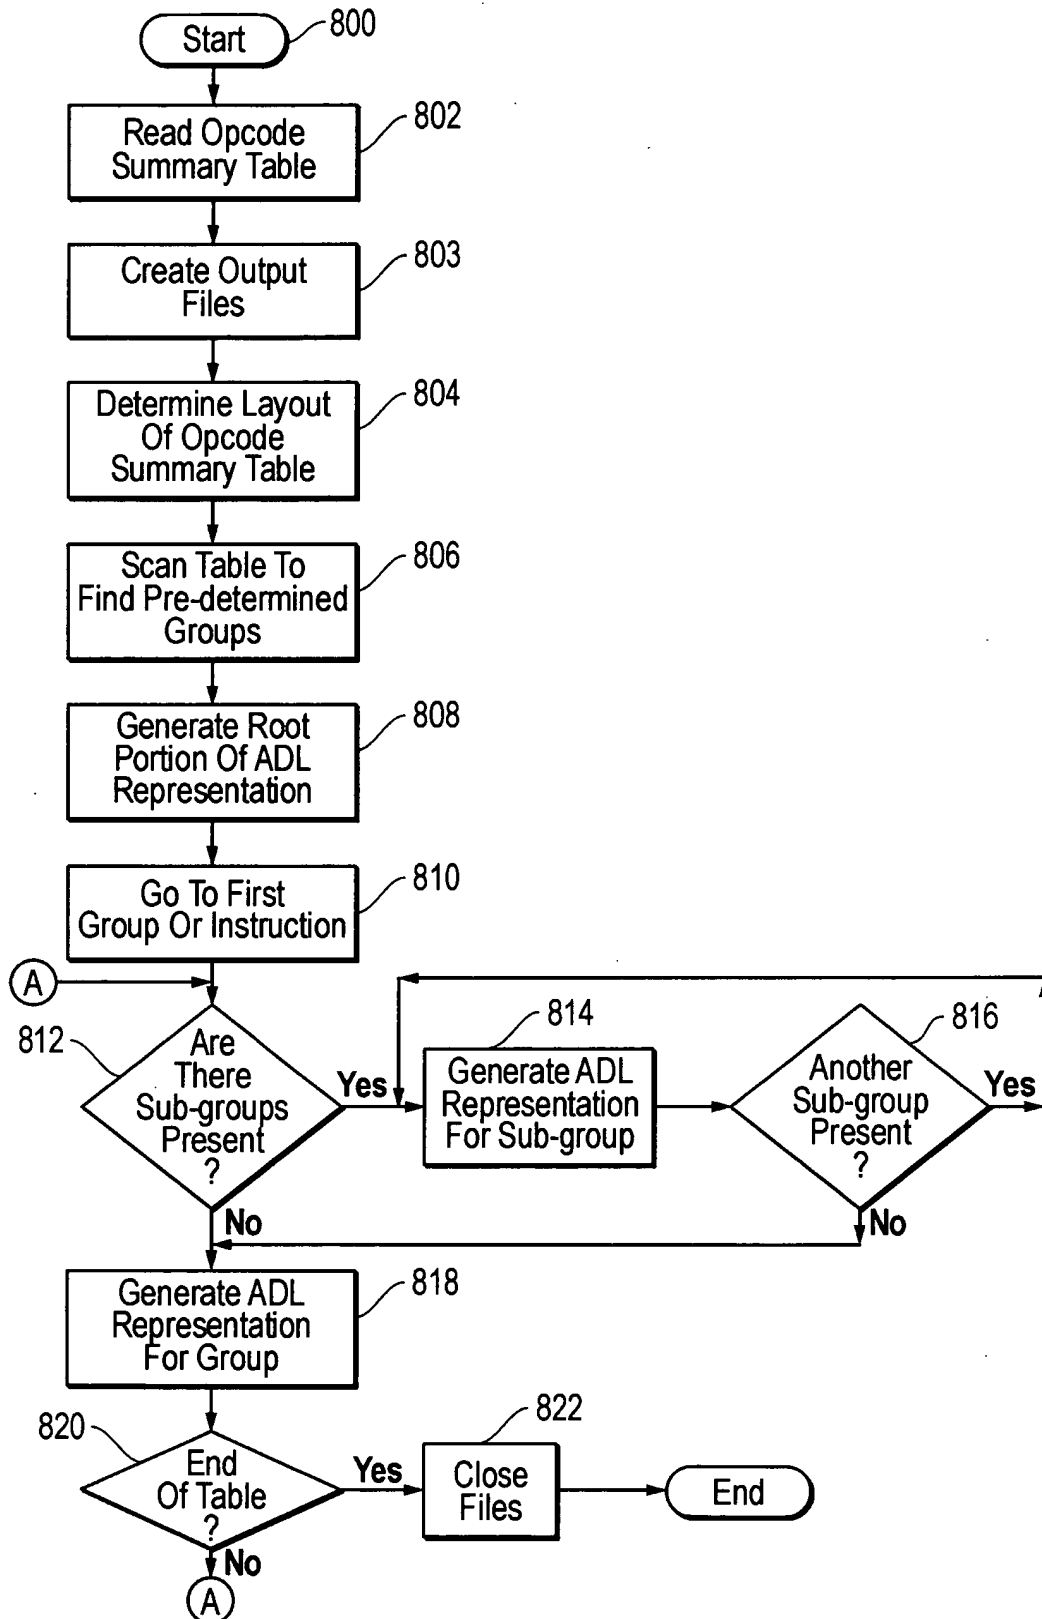 Start
800
Read Opcode
Summary Table
802
Create Output
Files
803
Determine Layout
Of Opcode
Summary Table
804
Scan Table To
Find Pre-determined
Groups
806
Generate Root
Portion Of ADL
Representation
808
Go To First
Group Or Instruction
810
A
812
Are
There
Sub-groups
Present
?
Yes
No
814
Generate ADL
Representation
For Sub-group
816
Another
Sub-group
Present
?
Yes
No
Generate ADL
Representation
For Group
818
820
End
Of Table
?
Yes
No
822
Close
Files
End
A